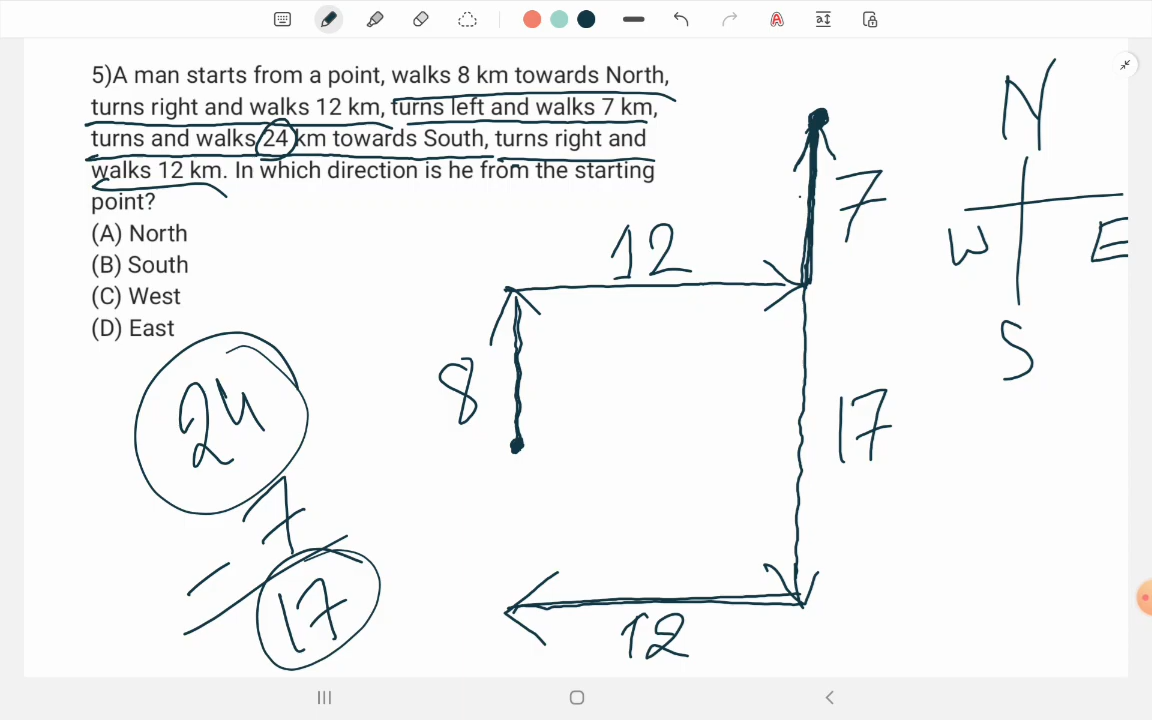 5)A man starts from a point, walks 8 km towards North,
turns right and walks 12 km, turns left and walks 7 km,
turns and walks 24 km towards South, turns right and
walks 12 km. In which direction is he from the starting
point?
(A) North
(B) South
(C) West
(D) East
N
W E
S
7
12
8
17
12
24
- 7
= 17